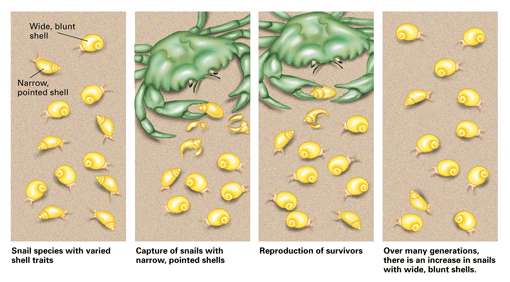 Wide, blunt
shell
Narrow,
pointed shell
Snail species with varied
shell traits
Capture of snails with
narrow, pointed shells
Reproduction of survivors
Over many generations,
there is an increase in snails
with wide, blunt shells.